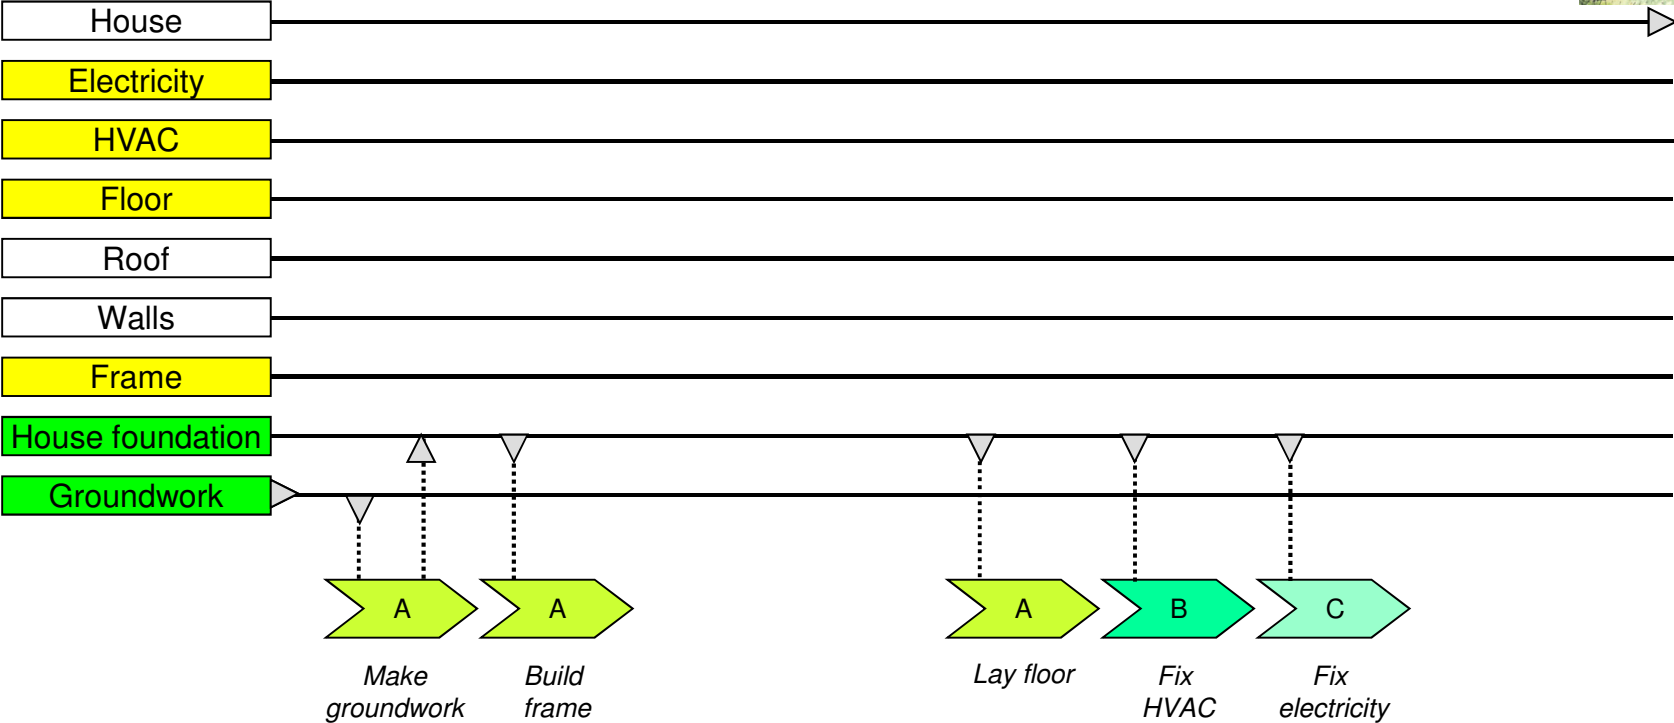 House
Electricity
HVAC
Floor
Roof
Walls
Frame
House foundation
Groundwork
A
A
A
B
C
Make
groundwork
Build
frame
Lay floor
Fix
HVAC
Fix
electricity